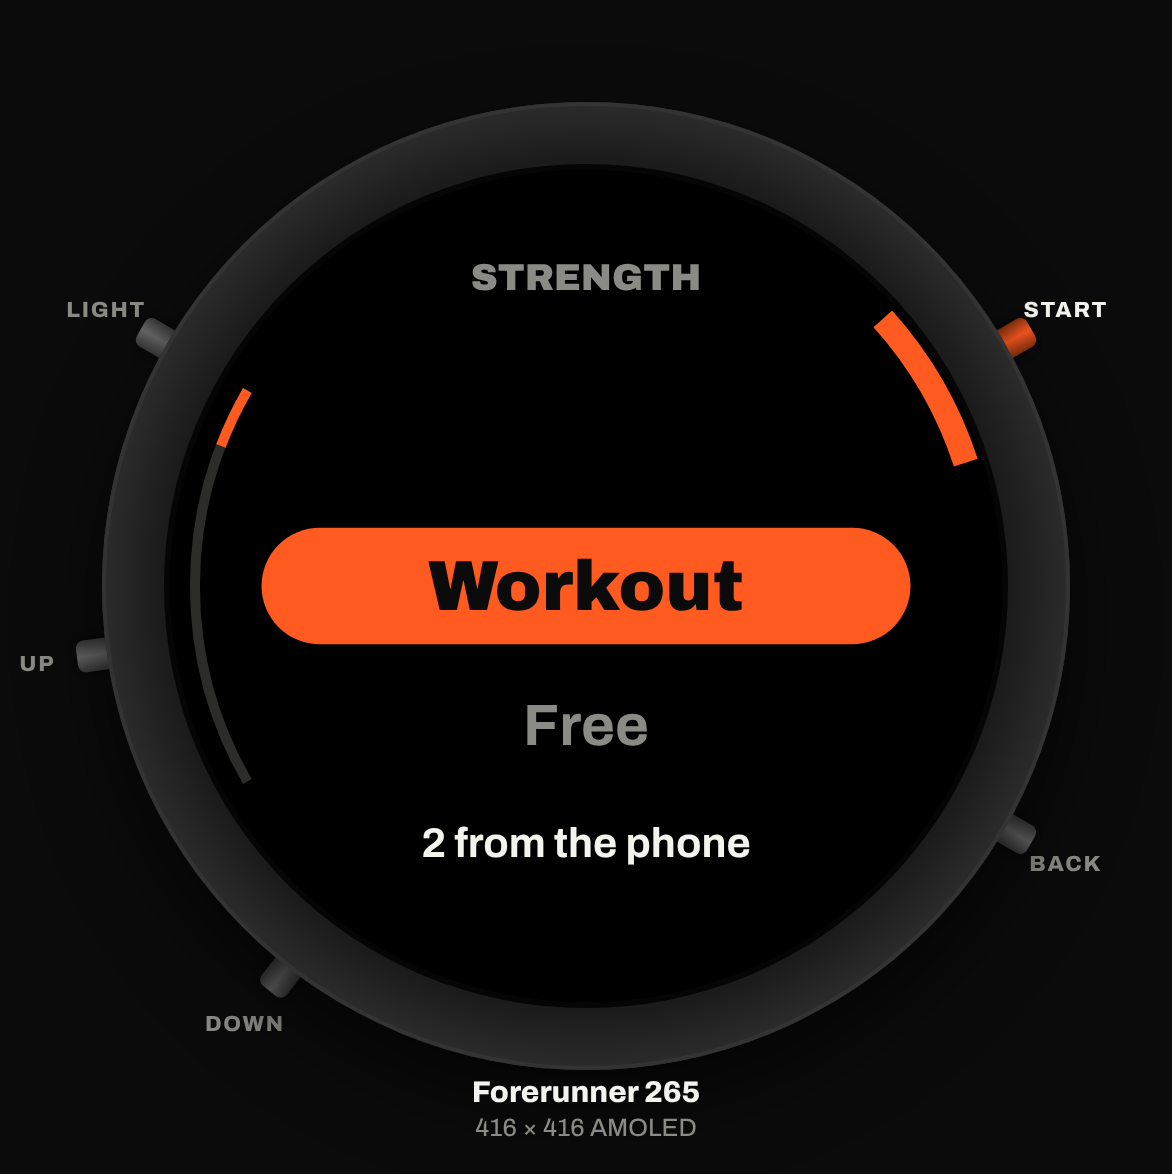 STRENGTH
LIGHT
START
Workout
UP
Free
2 from the phone
BACK
DOWN
Forerunner 265
416 × 416 AMOLED